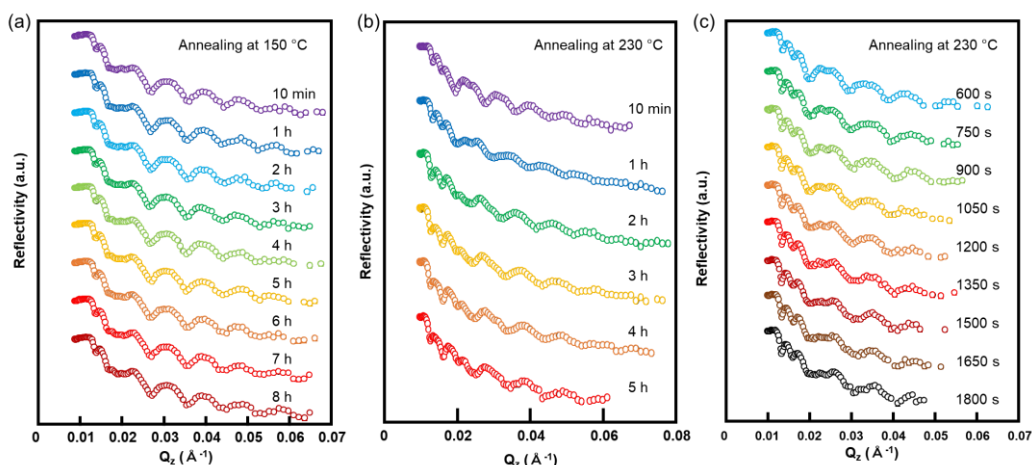 (a)
Annealing at 150 °C
10 min
1 h
2 h
3 h
4 h
5 h
6 h
7 h
8 h
Reflectivity (a.u.)
0 0.01 0.02 0.03 0.04 0.05 0.06 0.07
Qz ( Å-1)
(b)
Annealing at 230 °C
10 min
1 h
2 h
3 h
4 h
5 h
Reflectivity (a.u.)
0 0.02 0.04 0.06 0.08
Qz ( Å-1)
(c)
Annealing at 230 °C
600 s
750 s
900 s
1050 s
1200 s
1350 s
1500 s
1650 s
1800 s
Reflectivity (a.u.)
0 0.01 0.02 0.03 0.04 0.05 0.06 0.07
Qz ( Å-1)